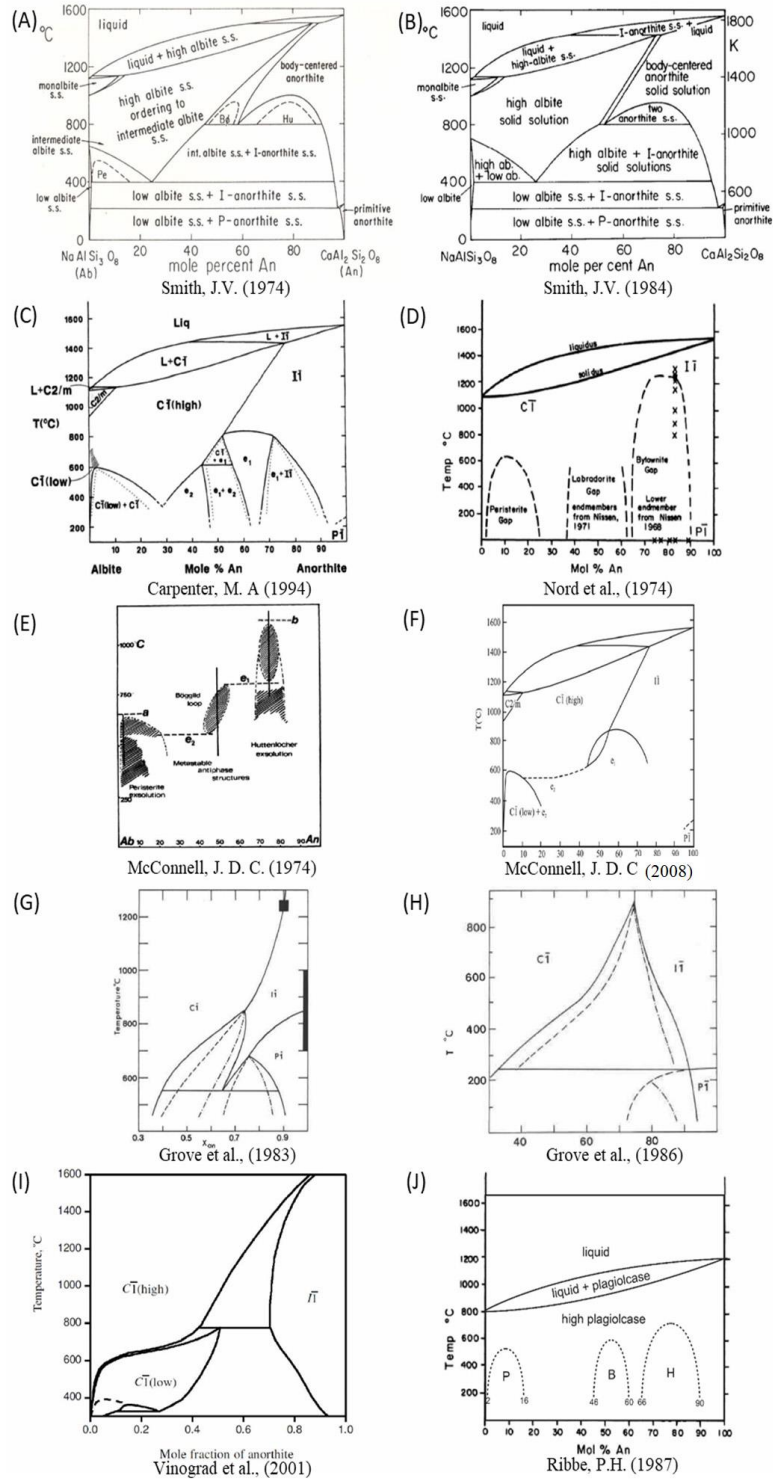 (A)
1600
°C
1200
800
400
0
liquid
liquid + high albite s.s.
monalbite
s.s.
high albite s.s.
ordering to
intermediate albite
s.s.
body-centered
anorthite
intermediate
albite s.s.
Bø
Hu
int. albite s.s. + I-anorthite s.s.
Pe
low albite
s.s.
low albite s.s. + I-anorthite s.s.
low albite s.s. + P-anorthite s.s.
primitive
anorthite
20 40 60 80
NaAlSi3O8
(Ab)
mole percent An
CaAl2Si2O8
(An)
Smith, J.V. (1974)
(B)
1600
°C
1200
800
400
0
1800
K
1400
1000
600
liquid
I-anorthite s.s. +
liquid
liquid +
high-albite s.s.
monalbite
s.s.
high albite
solid solution
body-centered
anorthite
solid solution
two
anorthite s.s.
high ab.
+ low ab.
high albite + I-anorthite
solid solutions
low albite
low albite s.s. + I-anorthite s.s.
low albite s.s. + P-anorthite s.s.
primitive
anorthite
20 40 60 80
NaAlSi3O8
mole per cent An
CaAl2Si2O8
Smith, J.V. (1984)
(C)
1600
1400
1200
1000
800
600
400
200
T(°C)
Liq
L + I1̄
L+C1̄
I1̄
L+C2/m
C2/m
C1̄(high)
C1̄
+ e1
e1
C1̄(low)
C1̄(low) + C1̄
e2
e1+e2
e1+I1̄
P1̄
10 20 30 40 50 60 70 80 90
Albite
Mole % An
Anorthite
Carpenter, M. A (1994)
(D)
Temp °C
1600
1400
1200
1000
800
600
400
200
liquidus
solidus
C1̄
I1̄
Peristerite
Gap
Labradorite
Gap
endmembers
from Nissen,
1971
Bylownite
Gap
Lower
endmember
from Nissen
1968
P1̄
0 10 20 30 40 50 60 70 80 90 100
Mol % An
Nord et al., (1974)
(E)
1000
°C
750
250
a
b
e1
e2
Bøggild
loop
Huttenlocher
exsolution
Metastable
antiphase
structures
Peristerite
exsolution
Ab 10 20 30 40 50 60 70 80 90 An
McConnell, J. D. C. (1974)
(F)
1600
1400
1200
1000
800
600
400
200
T(°C)
C2/m
C1̄(high)
I1̄
e1
C1̄(low) + e2
P1̄
0 10 20 30 40 50 60 70 80 90 100
McConnell, J. D. C (2008)
(G)
Temperature °C
1200
1000
800
600
C1̄
I1̄
P1̄
0.3 0.5 0.7 0.9
Xan
Grove et al., (1983)
(H)
T °C
800
600
400
200
C1̄
I1̄
P1̄
40 60 80
Grove et al., (1986)
(I)
Temperature, °C
1600
1400
1200
1000
800
600
400
C1̄(high)
I1̄
C1̄(low)
0.0 0.2 0.4 0.6 0.8 1.0
Mole fraction of anorthite
Vinograd et al., (2001)
(J)
Temp °C
1600
1400
1200
1000
800
600
400
200
liquid
liquid + plagiolcase
high plagiolcase
P
B
H
2 16 46 60 66 90
0 10 20 30 40 50 60 70 80 90 100
Mol % An
Ribbe, P.H. (1987)